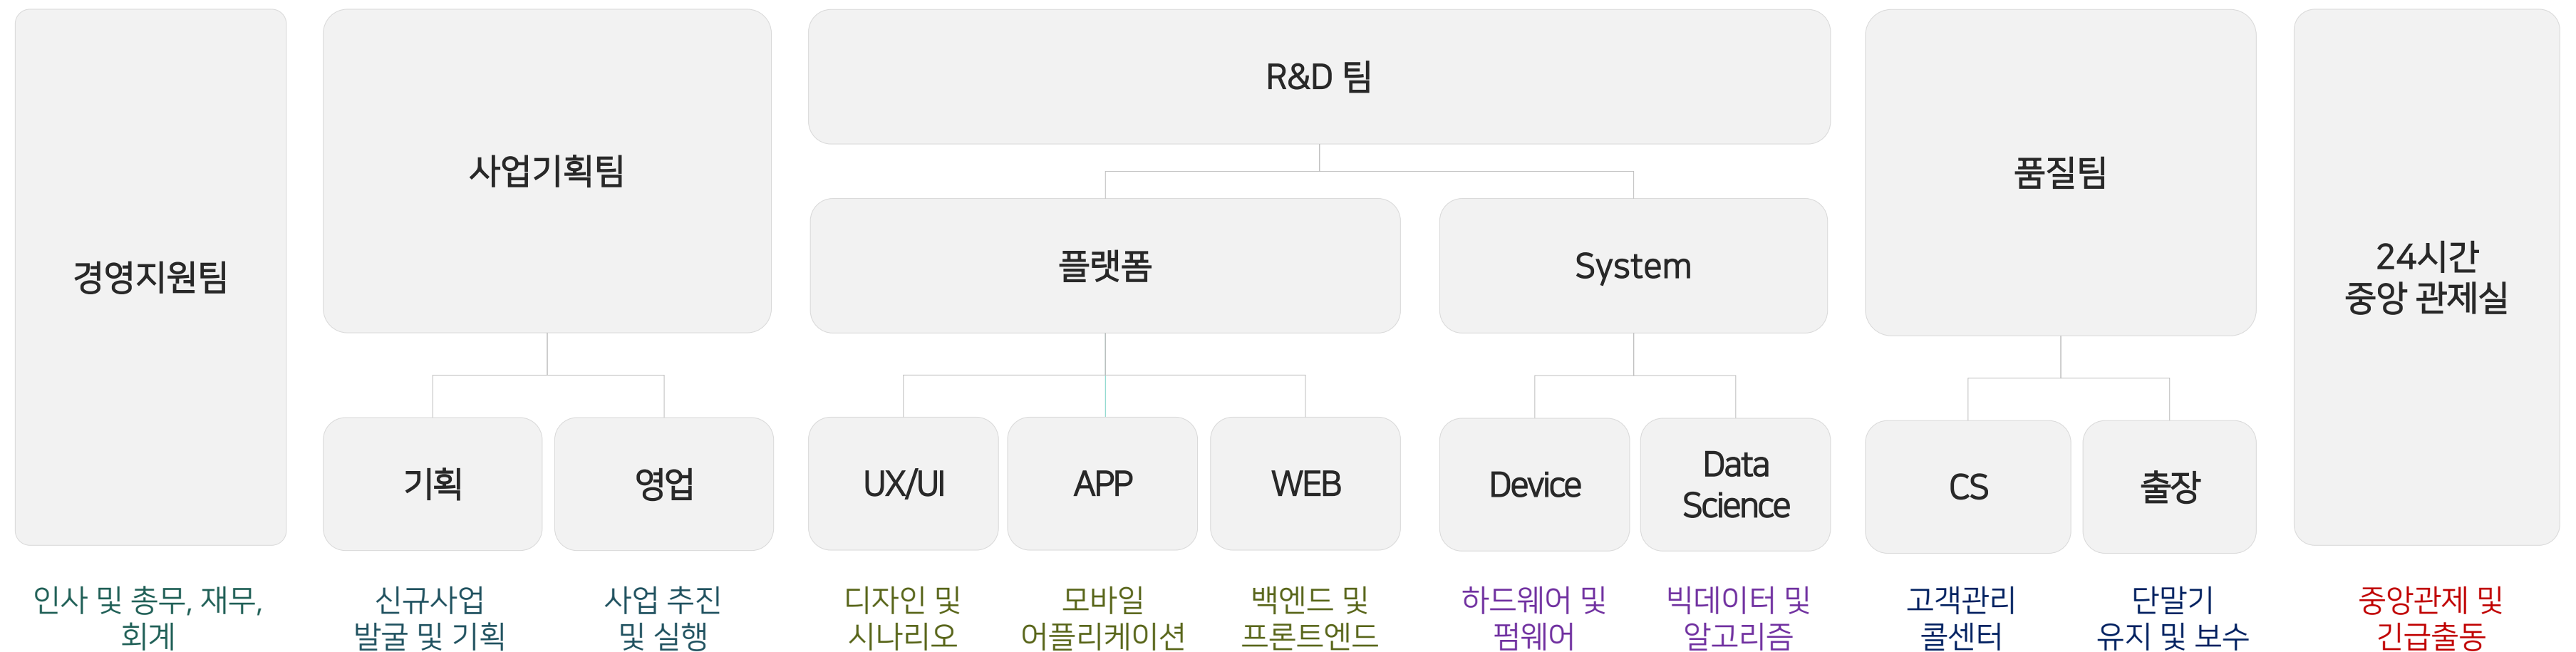 경영지원팀
사업기획팀
R&D 팀
품질팀
24시간
중앙 관제실
플랫폼
System
기획
영업
UX/UI
APP
WEB
Device
Data
Science
CS
출장
인사 및 총무, 재무,
회계
신규사업
발굴 및 기획
사업 추진
및 실행
디자인 및
시나리오
모바일
어플리케이션
백엔드 및
프론트엔드
하드웨어 및
펌웨어
빅데이터 및
알고리즘
고객관리
콜센터
단말기
유지 및 보수
중앙관제 및
긴급출동